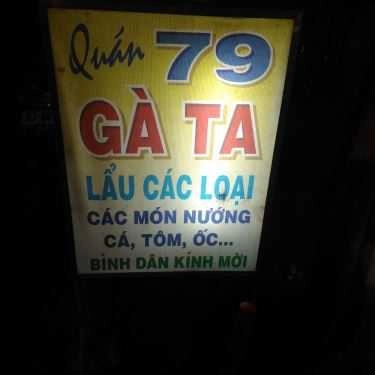 Quán 79
GÀ TA
LẨU CÁC LOẠI
CÁC MÓN NƯỚNG
CÁ, TÔM, ỐC...
BÌNH DÂN KÍNH MỜI